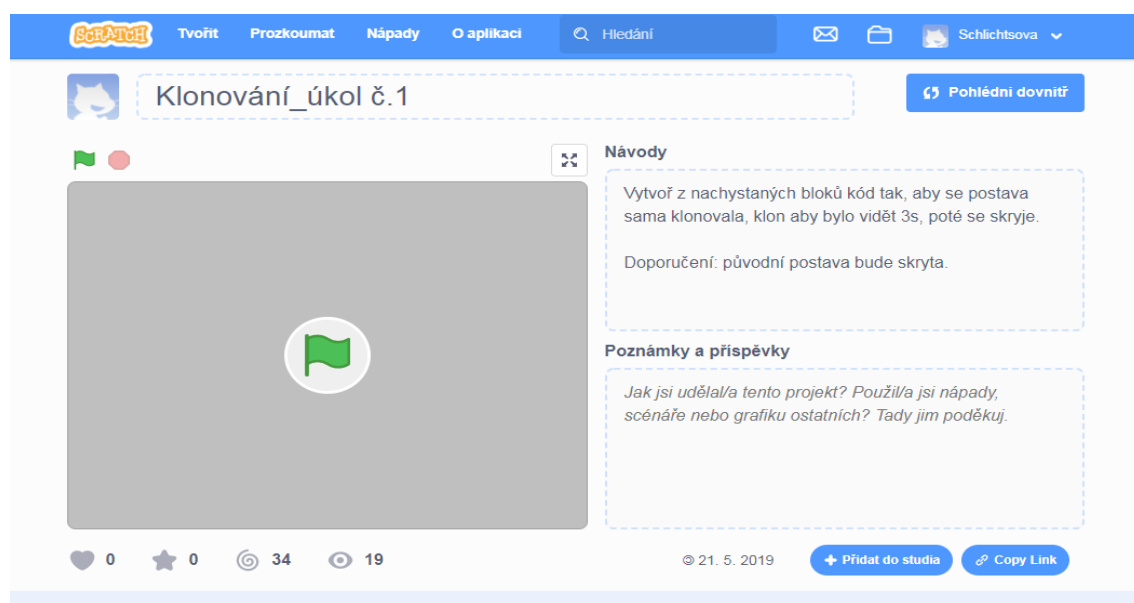 SCRATCH Tvořit Prozkoumat Nápady O aplikaci Hledání Schlichtsova
Klonování_úkol č.1
Pohlédni dovnitř
Návody
Vytvoř z nachystaných bloků kód tak, aby se postava
sama klonovala, klon aby bylo vidět 3s, poté se skryje.
Doporučení: původní postava bude skryta.
Poznámky a příspěvky
Jak jsi udělal/a tento projekt? Použil/a jsi nápady,
scénáře nebo grafiku ostatních? Tady jim poděkuj.
0 0 34 19 © 21. 5. 2019 Přidat do studia Copy Link